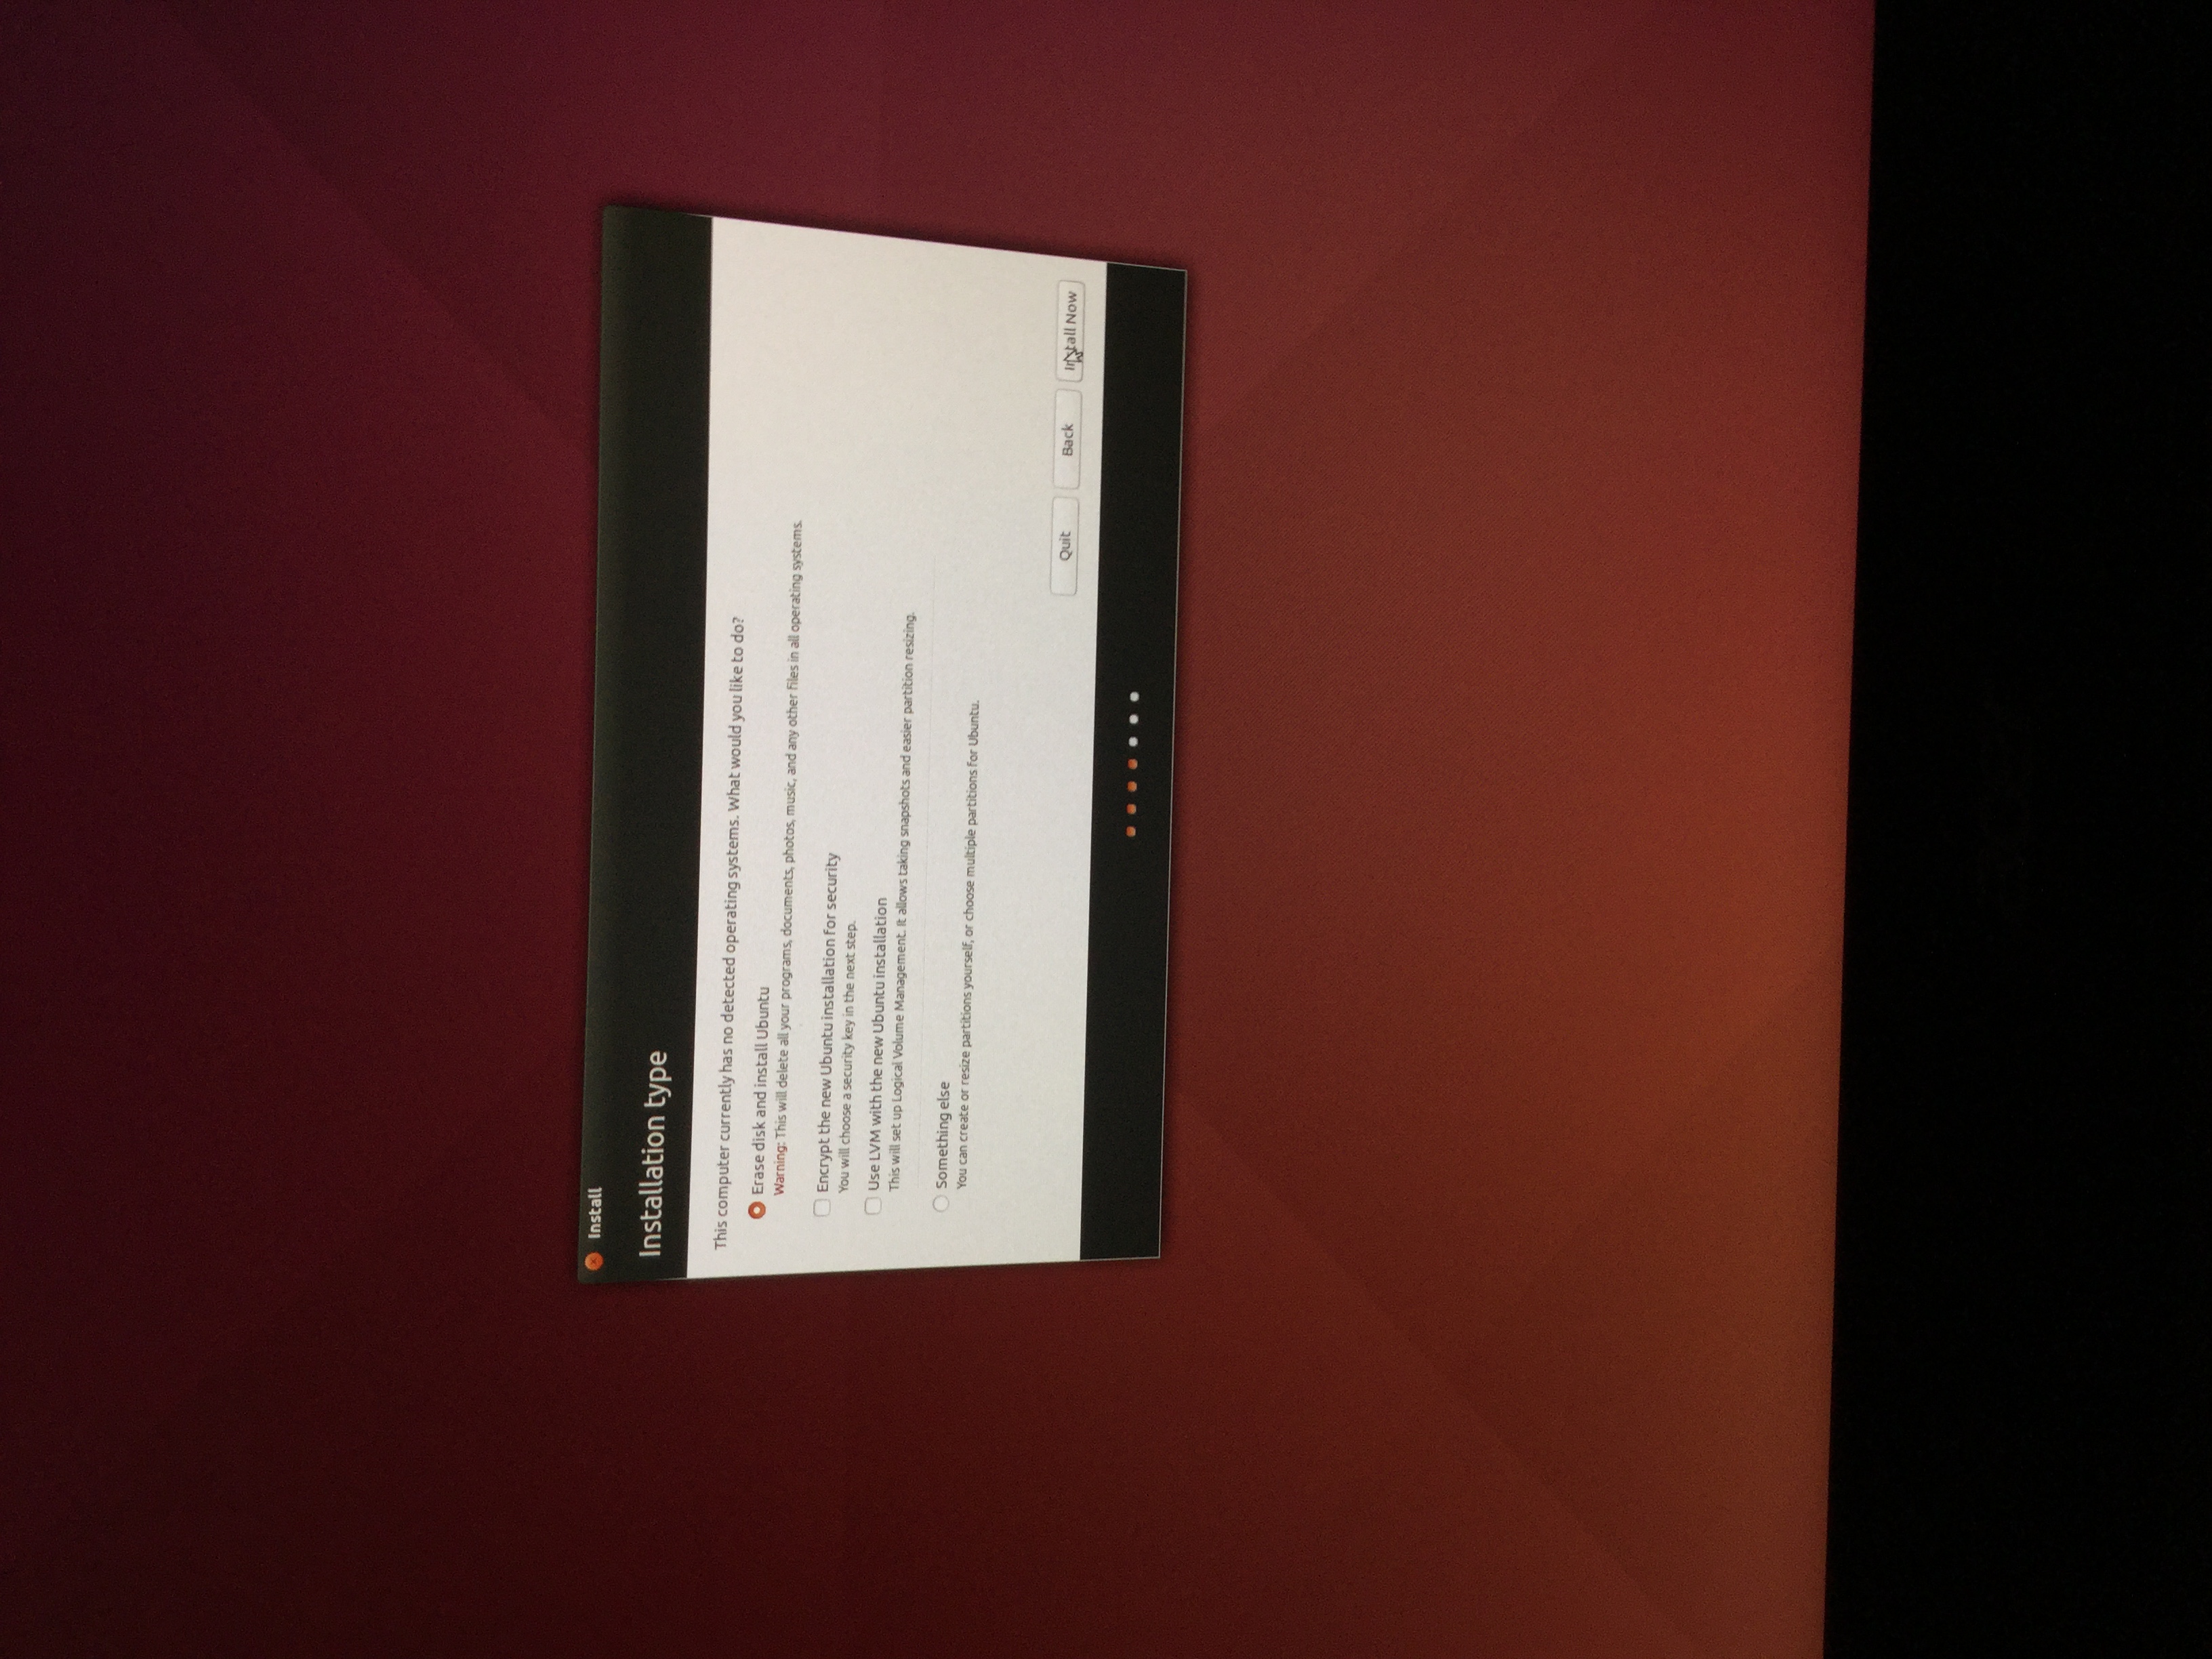 Install
Installation type
This computer currently has no detected operating systems. What would you like to do?
Erase disk and install Ubuntu
Warning: This will delete all your programs, documents, photos, music, and any other files in all operating systems.
Encrypt the new Ubuntu installation for security
You will choose a security key in the next step.
Use LVM with the new Ubuntu installation
This will set up Logical Volume Management. It allows taking snapshots and easier partition resizing.
Something else
You can create or resize partitions yourself, or choose multiple partitions for Ubuntu.
Quit Back Install Now